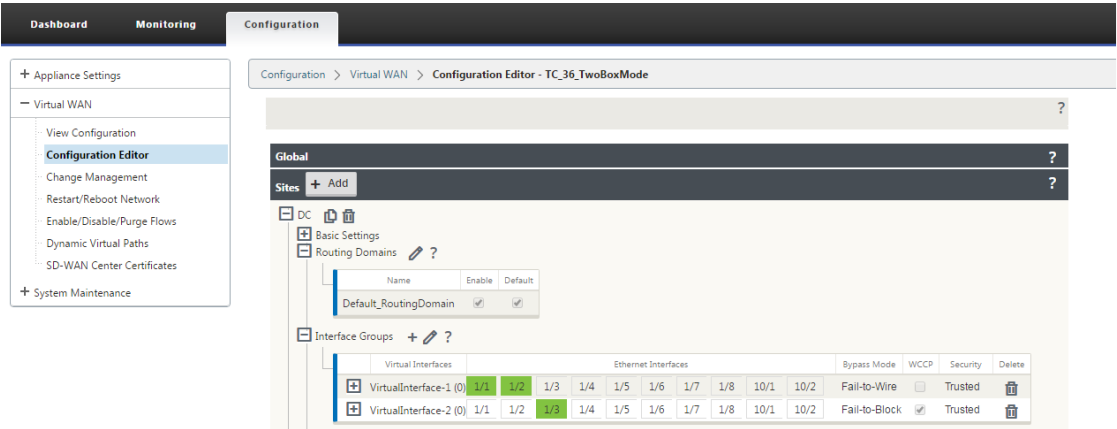 Dashboard Monitoring Configuration
+ Appliance Settings
Configuration > Virtual WAN > Configuration Editor - TC_36_TwoBoxMode
− Virtual WAN
?
View Configuration
Configuration Editor
Change Management
Restart/Reboot Network
Enable/Disable/Purge Flows
Dynamic Virtual Paths
SD-WAN Center Certificates
+ System Maintenance
Global ?
Sites + Add ?
DC
Basic Settings
Routing Domains ?
Name Enable Default
Default_RoutingDomain
Interface Groups + ?
Virtual Interfaces Ethernet Interfaces Bypass Mode WCCP Security Delete
VirtualInterface-1 (0) 1/1 1/2 1/3 1/4 1/5 1/6 1/7 1/8 10/1 10/2 Fail-to-Wire Trusted
VirtualInterface-2 (0) 1/1 1/2 1/3 1/4 1/5 1/6 1/7 1/8 10/1 10/2 Fail-to-Block Trusted